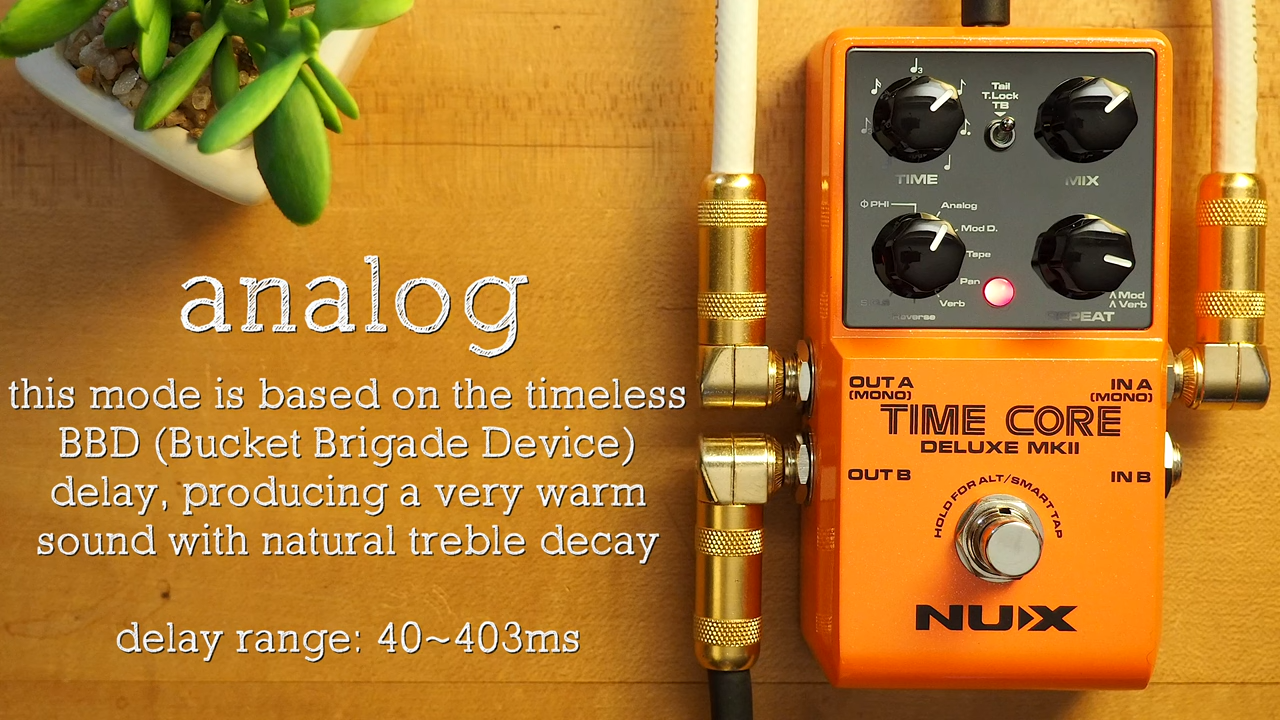 analog
this mode is based on the timeless
BBD (Bucket Brigade Device)
delay, producing a very warm
sound with natural treble decay
delay range: 40~403ms
3
Tail
T.Lock
TB
TIME
MIX
Φ PHI
Analog
Mod D.
Tape
Pan
Verb
Reverse
Λ Mod
Λ Verb
REPEAT
OUT A
(MONO)
IN A
(MONO)
TIME CORE
DELUXE MKII
OUT B
IN B
HOLD FOR ALT/SMART TAP
NUX